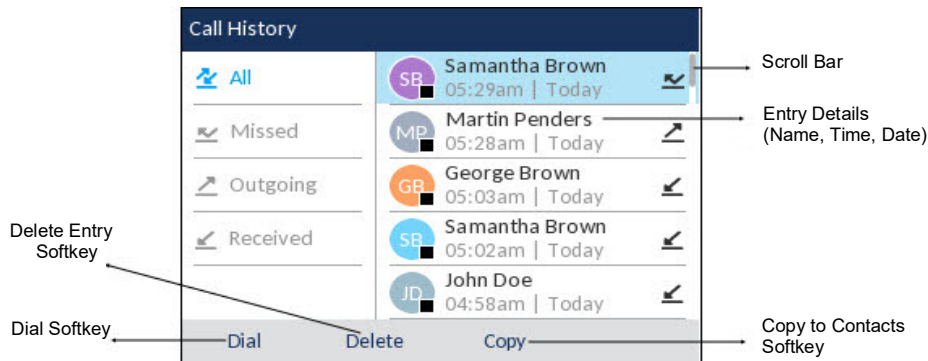 Call History
All
Missed
Outgoing
Received
SB
Samantha Brown
05:29am | Today
MP
Martin Penders
05:28am | Today
GB
George Brown
05:03am | Today
SB
Samantha Brown
05:02am | Today
JD
John Doe
04:58am | Today
Dial Delete Copy
Scroll Bar
Entry Details
(Name, Time, Date)
Delete Entry
Softkey
Dial Softkey
Copy to Contacts
Softkey